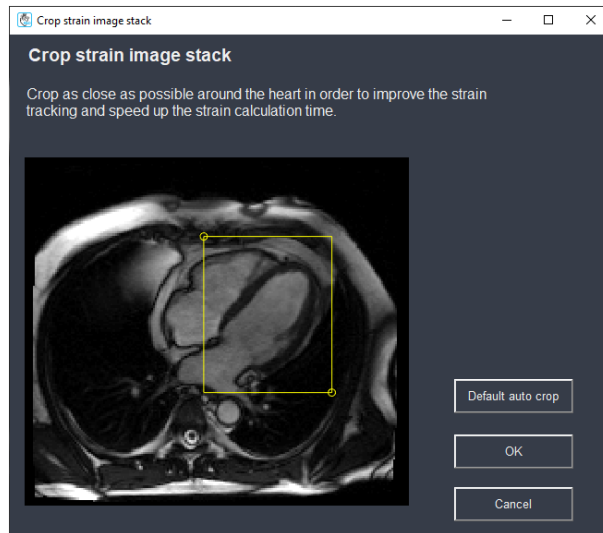 Crop strain image stack
Crop strain image stack
Crop as close as possible around the heart in order to improve the strain
tracking and speed up the strain calculation time.
Default auto crop
OK
Cancel